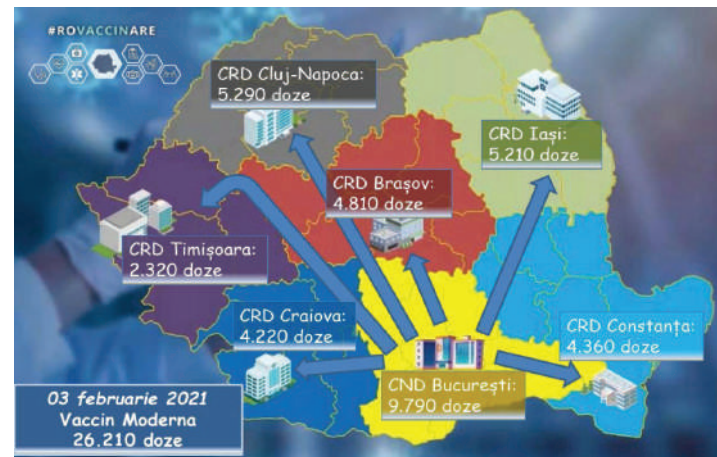 #ROVACCINARE
CRD Cluj-Napoca:
5.290 doze
CRD Iași:
5.210 doze
CRD Brașov:
4.810 doze
CRD Timișoara:
2.320 doze
CRD Craiova:
4.220 doze
CRD Constanța:
4.360 doze
CND București:
9.790 doze
03 februarie 2021
Vaccin Moderna
26.210 doze